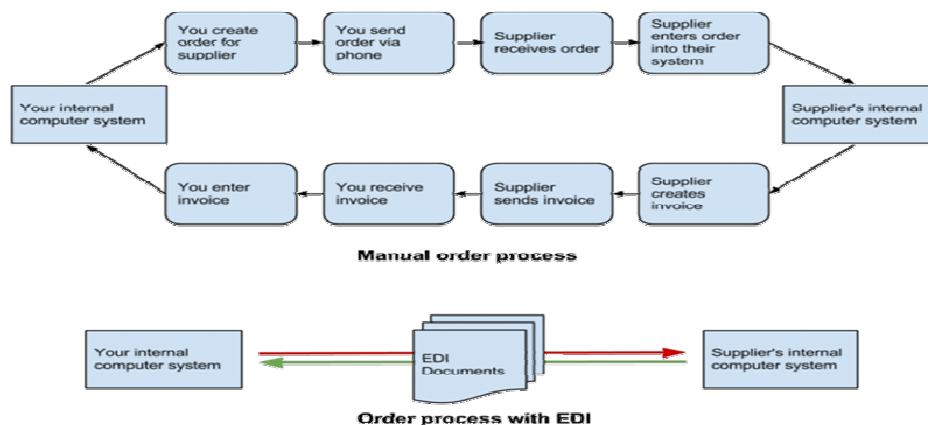 You create
order for
supplier
You send
order via
phone
Supplier
receives order
Supplier
enters order
into their
system
Your internal
computer system
Supplier's internal
computer system
You enter
invoice
You receive
invoice
Supplier
sends invoice
Supplier
creates
invoice
Manual order process
Your internal
computer system
EDI
Documents
Supplier's internal
computer system
Order process with EDI